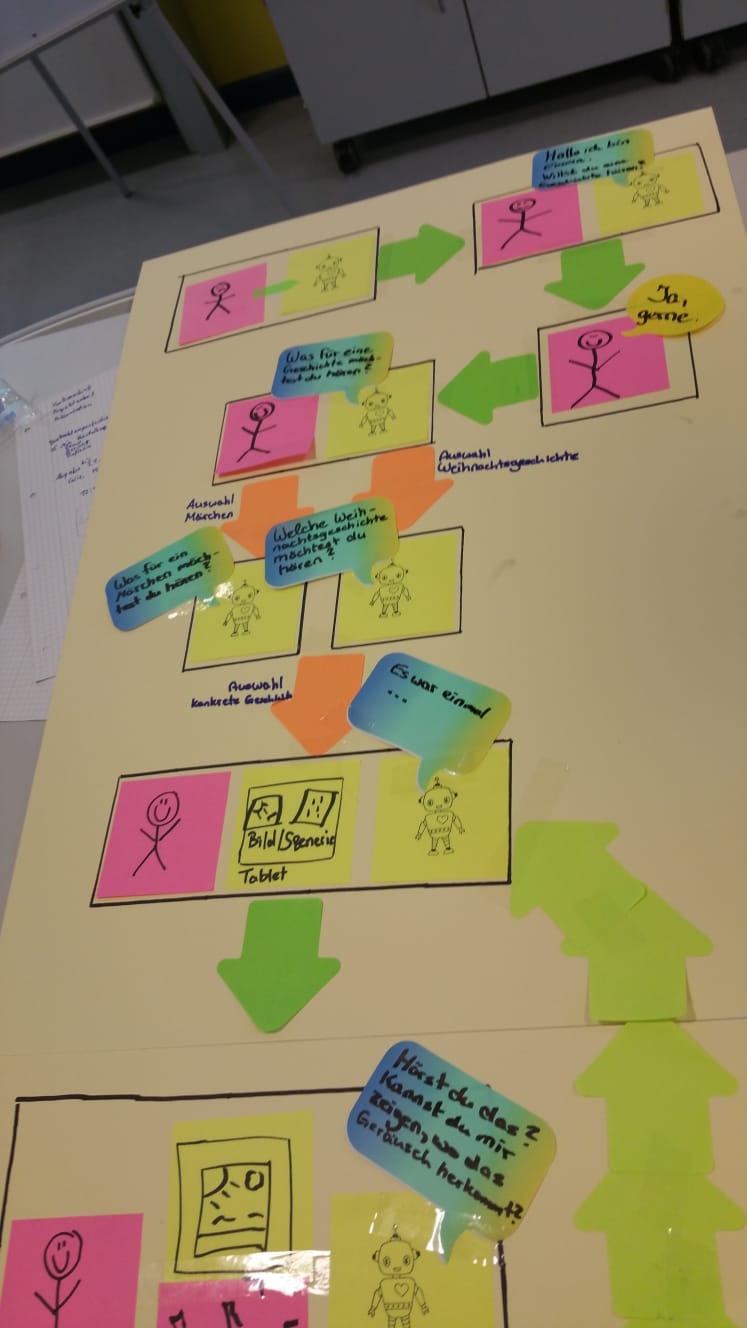 Hallo ich bin
Willst du eine
Geschichte hören?
Ja,
gerne.
Was für eine
Geschichte möch-
test du hören?
Auswahl
Märchen
Auswahl
Weihnachtsgeschichte
Was für ein
Märchen möch-
test du hören?
Welche Weih-
nachtsgeschichte
möchtest du
hören?
Auswahl
konkrete Geschicht
Es war einmal
...
Bild/Szenerie
Tablet
Hörst du das?
Kannst du mir
zeigen, wo das
Geräusch herkommt?